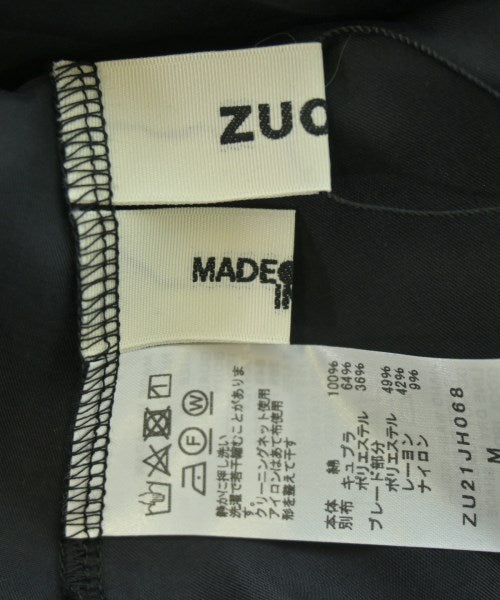 ZUC
MADE
IN
本体 綿 100%
別布 キュプラ 64%
ポリエステル 36%
ブレード部分
ポリエステル 49%
レーヨン 42%
ナイロン 9%
ZU21JH068
M
F W
静かに押し洗い
洗濯で若干縮むことがありま
す。
クリーニングネット使用
アイロンはあて布使用
形を整えて干す